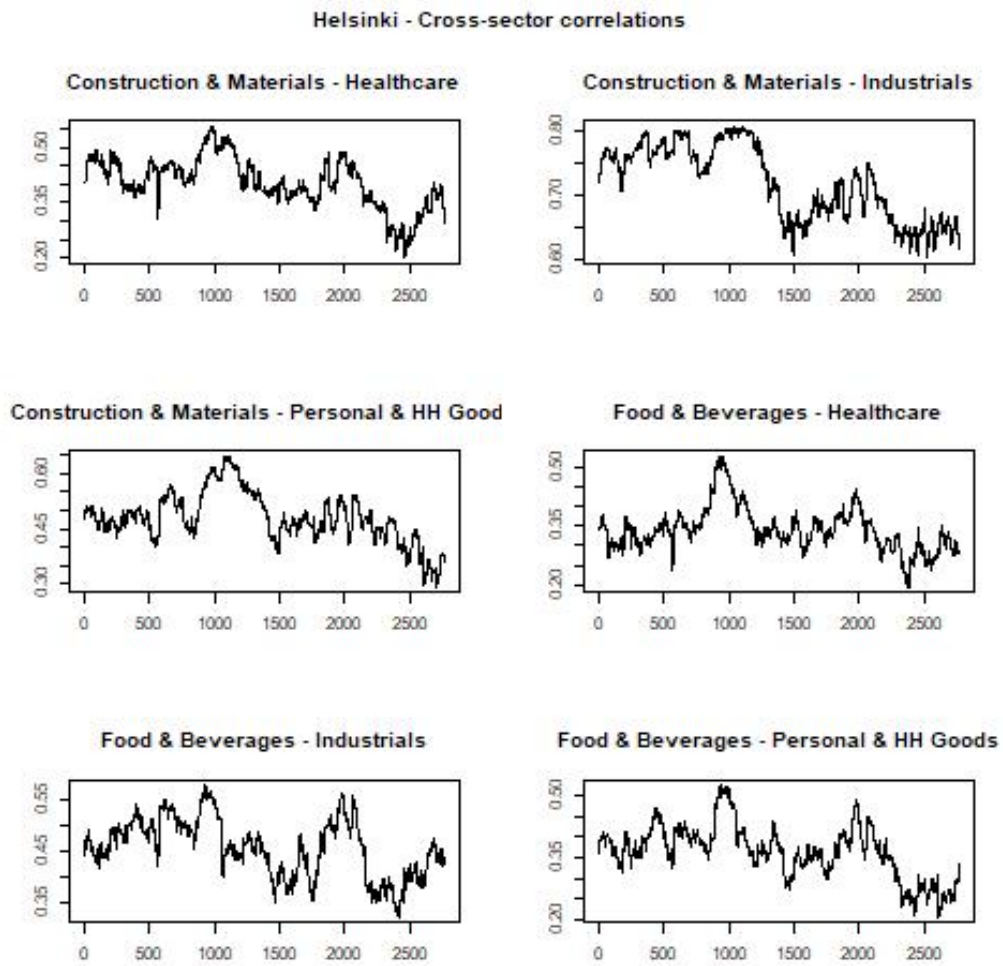 Helsinki - Cross-sector correlations
Construction & Materials - Healthcare
0.50
0.35
0.20
0 500 1000 1500 2000 2500
Construction & Materials - Industrials
0.80
0.70
0.60
0 500 1000 1500 2000 2500
Construction & Materials - Personal & HH Good
0.60
0.45
0.30
0 500 1000 1500 2000 2500
Food & Beverages - Healthcare
0.50
0.35
0.20
0 500 1000 1500 2000 2500
Food & Beverages - Industrials
0.55
0.45
0.35
0 500 1000 1500 2000 2500
Food & Beverages - Personal & HH Goods
0.50
0.35
0.20
0 500 1000 1500 2000 2500